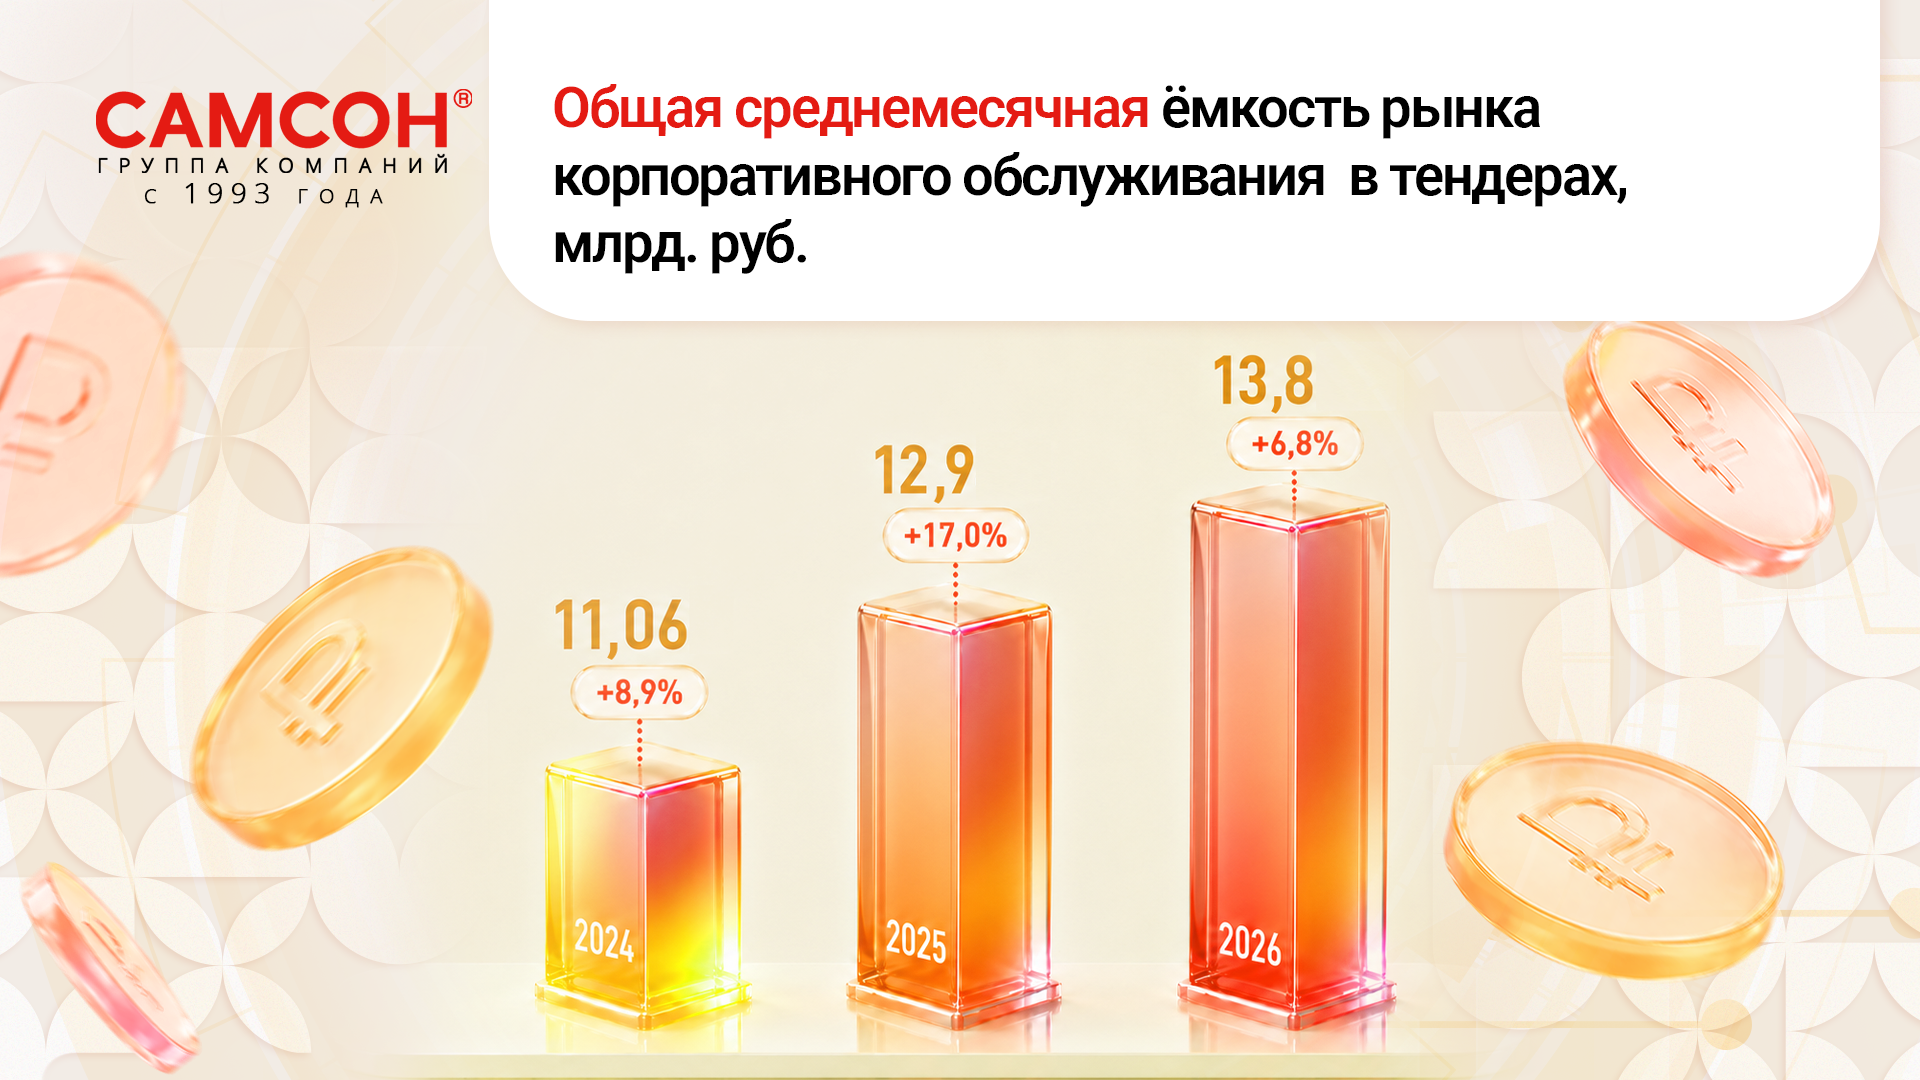 САМСОН®
ГРУППА КОМПАНИЙ
С 1993 ГОДА
Общая среднемесячная ёмкость рынка
корпоративного обслуживания в тендерах,
млрд. руб.
11,06
+8,9%
2024
12,9
+17,0%
2025
13,8
+6,8%
2026